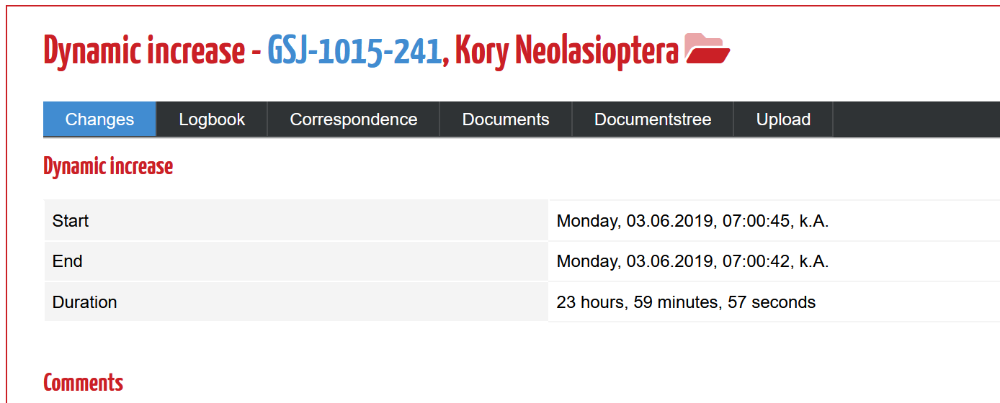 Dynamic increase - GSJ-1015-241, Kory Neolasioptera
Changes Logbook Correspondence Documents Documentstree Upload
Dynamic increase
Start Monday, 03.06.2019, 07:00:45, k.A.
End Monday, 03.06.2019, 07:00:42, k.A.
Duration 23 hours, 59 minutes, 57 seconds
Comments